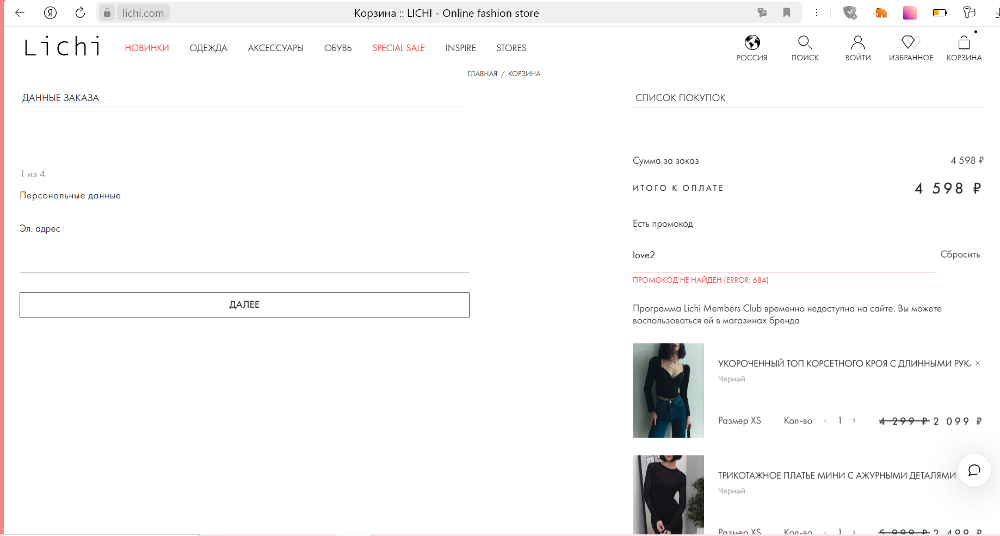 lichi.com
Корзина :: LICHI - Online fashion store
Lichi
НОВИНКИ
ОДЕЖДА
АКСЕССУАРЫ
ОБУВЬ
SPECIAL SALE
INSPIRE
STORES
РОССИЯ
ПОИСК
ВОЙТИ
ИЗБРАННОЕ
КОРЗИНА
ГЛАВНАЯ / КОРЗИНА
ДАННЫЕ ЗАКАЗА
1 из 4
Персональные данные
Эл. адрес
ДАЛЕЕ
СПИСОК ПОКУПОК
Сумма за заказ 4 598 ₽
ИТОГО К ОПЛАТЕ 4 598 ₽
Есть промокод
love2 Сбросить
ПРОМОКОД НЕ НАЙДЕН (ERROR: 684)
Программа Lichi Members Club временно недоступна на сайте. Вы можете
воспользоваться ей в магазинах бренда
УКОРОЧЕННЫЙ ТОП КОРСЕТНОГО КРОЯ С ДЛИННЫМИ РУКА ×
Черный
Размер XS Кол-во ‹ 1 › 4 299 ₽ 2 099 ₽
ТРИКОТАЖНОЕ ПЛАТЬЕ МИНИ С АЖУРНЫМИ ДЕТАЛЯМИ
Черный
Размер XS Кол-во ‹ 1 › 5 999 ₽ 2 499 ₽